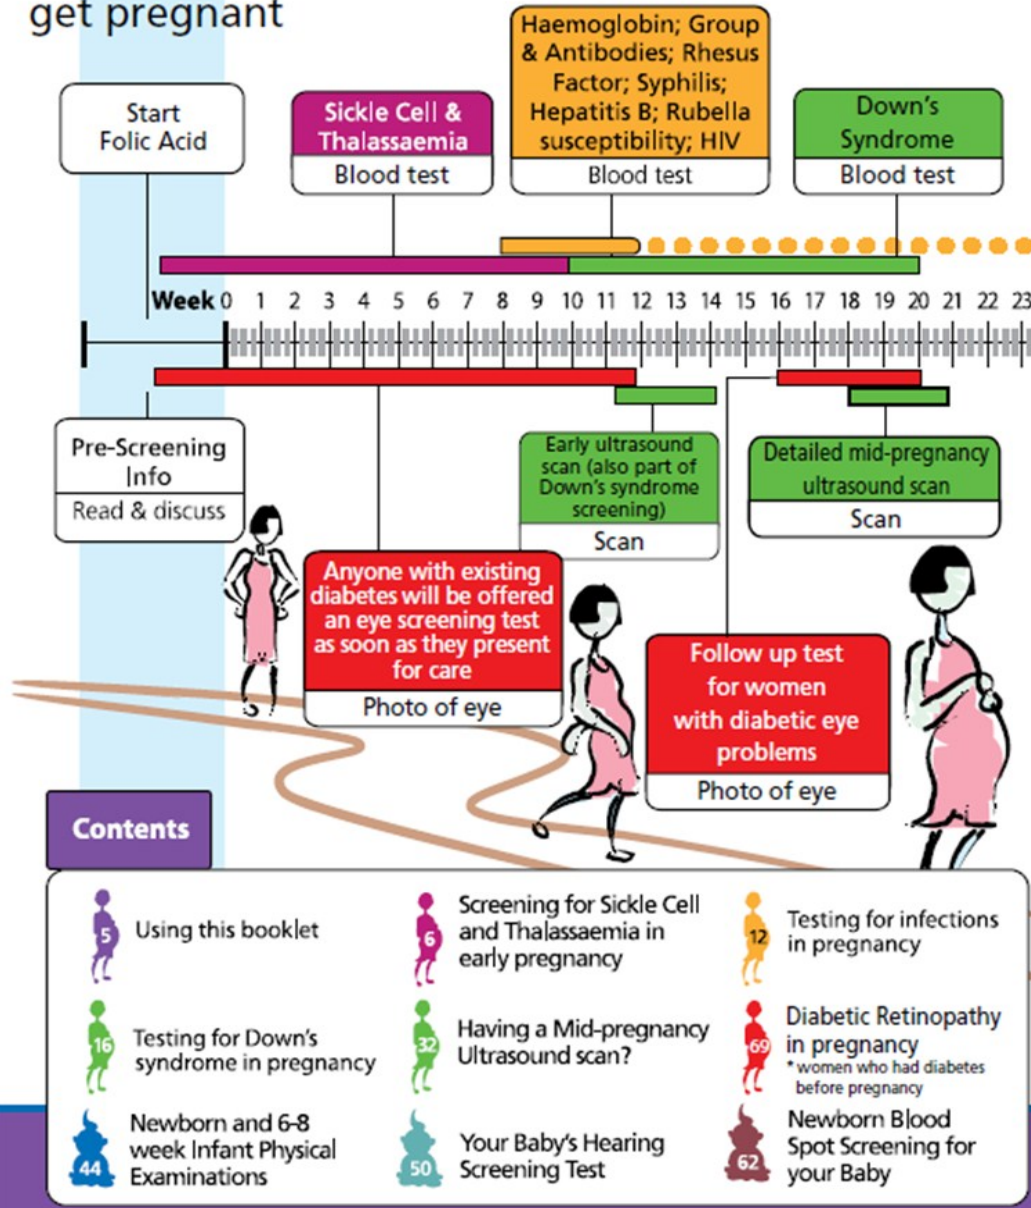 get pregnant
Start
Folic Acid
Sickle Cell &
Thalassaemia
Blood test
Haemoglobin; Group
& Antibodies; Rhesus
Factor; Syphilis;
Hepatitis B; Rubella
susceptibility; HIV
Blood test
Down's
Syndrome
Blood test
Week 0 1 2 3 4 5 6 7 8 9 10 11 12 13 14 15 16 17 18 19 20 21 22 23
Pre-Screening
Info
Read & discuss
Early ultrasound
scan (also part of
Down's syndrome
screening)
Scan
Detailed mid-pregnancy
ultrasound scan
Scan
Anyone with existing
diabetes will be offered
an eye screening test
as soon as they present
for care
Photo of eye
Follow up test
for women
with diabetic eye
problems
Photo of eye
Contents
5
Using this booklet
6
Screening for Sickle Cell
and Thalassaemia in
early pregnancy
12
Testing for infections
in pregnancy
16
Testing for Down's
syndrome in pregnancy
32
Having a Mid-pregnancy
Ultrasound scan?
69
Diabetic Retinopathy
in pregnancy
* women who had diabetes
before pregnancy
44
Newborn and 6-8
week Infant Physical
Examinations
50
Your Baby's Hearing
Screening Test
62
Newborn Blood
Spot Screening for
your Baby